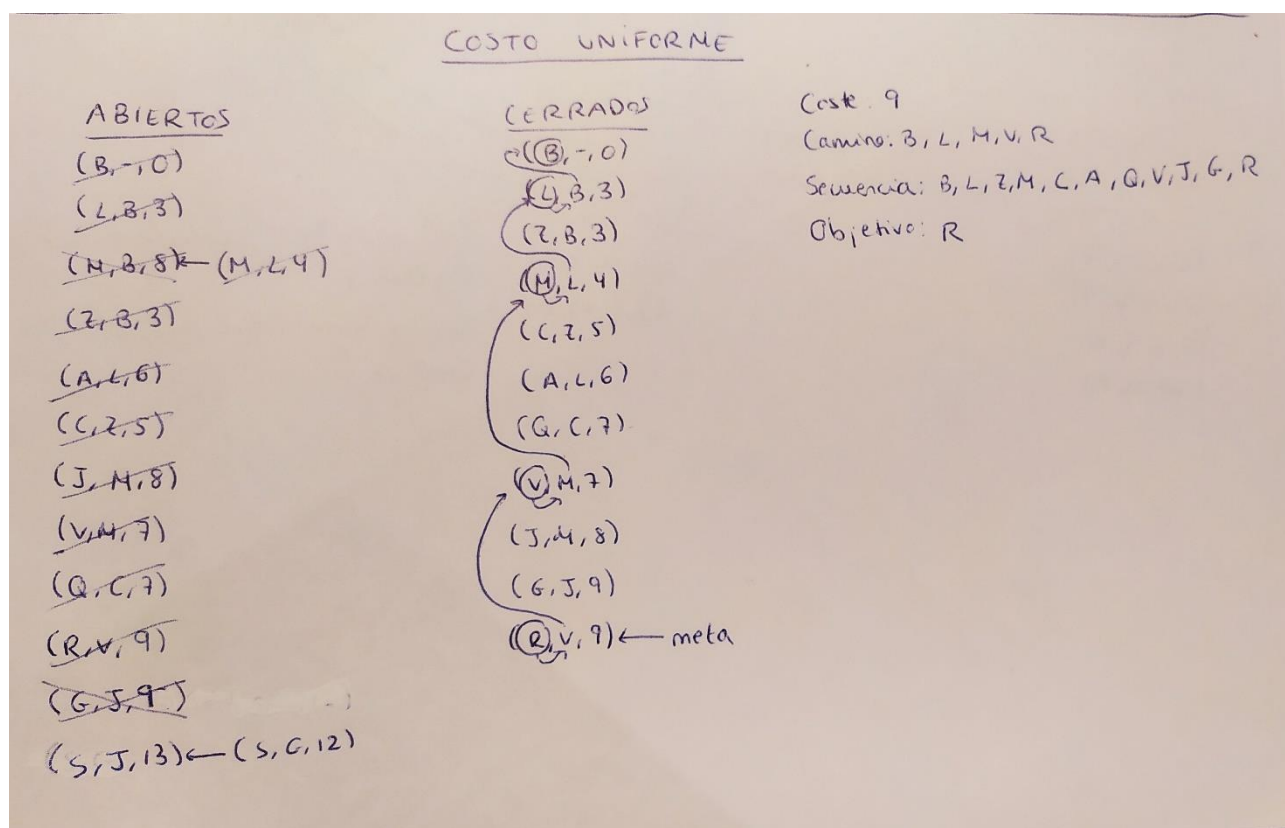 COSTO UNIFORME
ABIERTOS
(B,-,0)
(L,B,3)
(M,B,8) ← (M,L,4)
(Z,B,3)
(A,L,6)
(C,Z,5)
(J,M,8)
(V,M,7)
(Q,C,7)
(R,V,9)
(G,J,9)
(S,J,13) ← (S,G,12)
CERRADOS
(B,-,0)
(L,B,3)
(Z,B,3)
(M,L,4)
(C,Z,5)
(A,L,6)
(Q,C,7)
(V,M,7)
(J,M,8)
(G,J,9)
(R,V,9) ← meta
Coste: 9
Camino: B, L, M, V, R
Secuencia: B, L, Z, M, C, A, Q, V, J, G, R
Objetivo: R